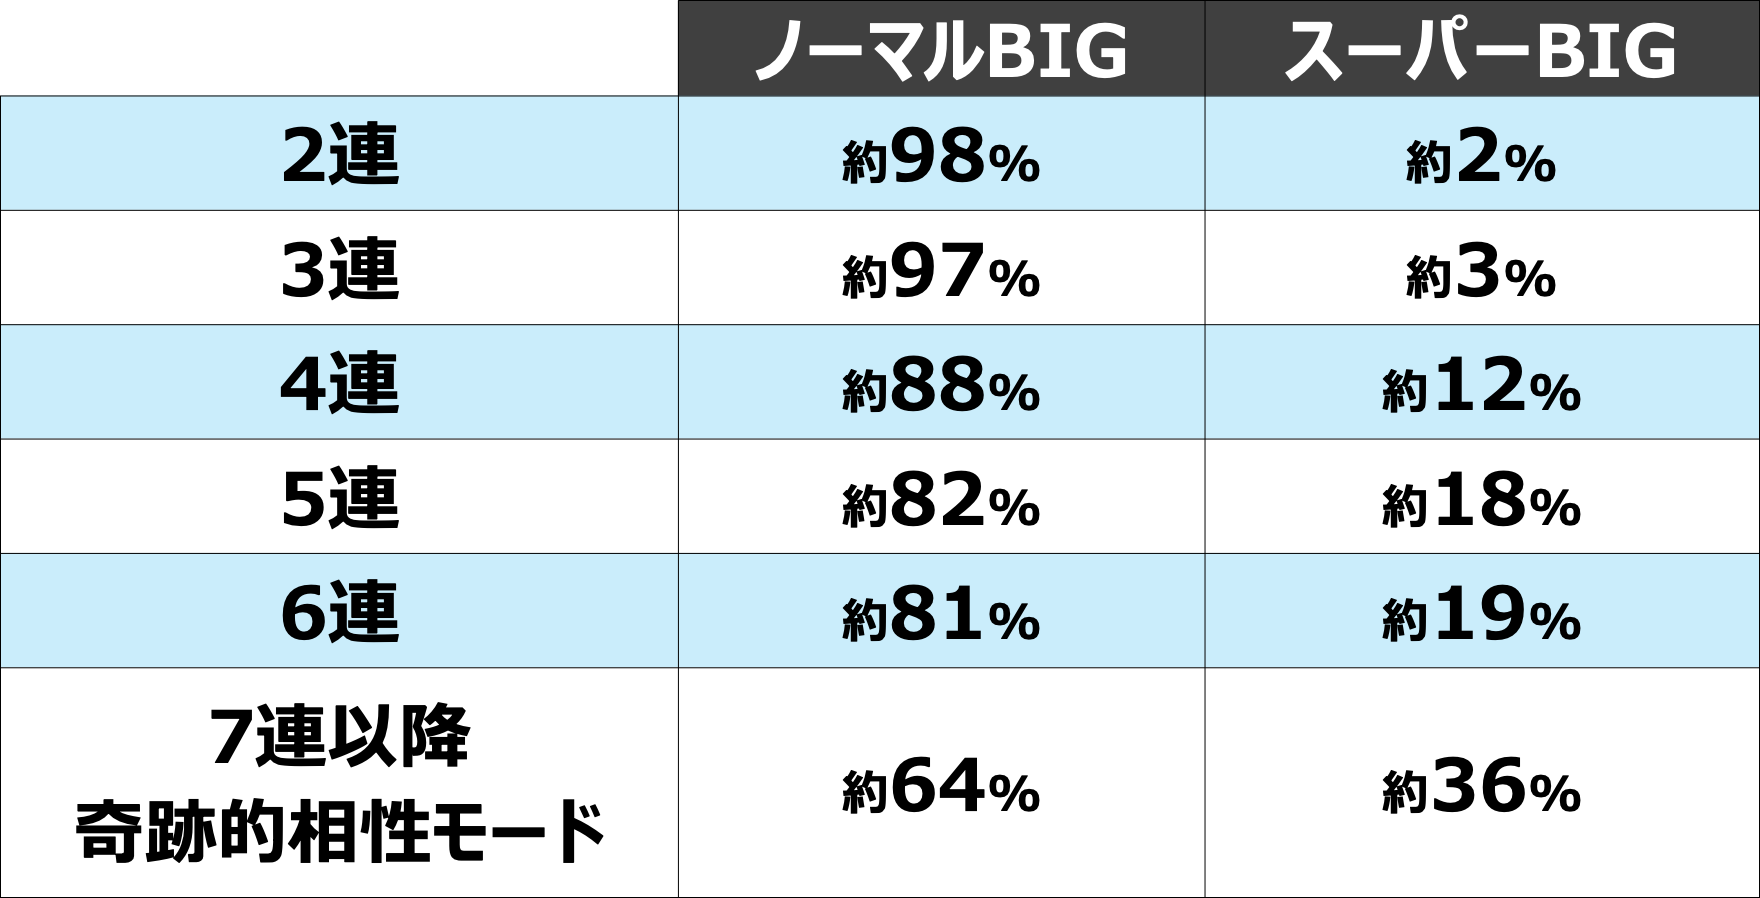 ノーマルBIG スーパーBIG
2連 約98% 約2%
3連 約97% 約3%
4連 約88% 約12%
5連 約82% 約18%
6連 約81% 約19%
7連以降
奇跡的相性モード 約64% 約36%